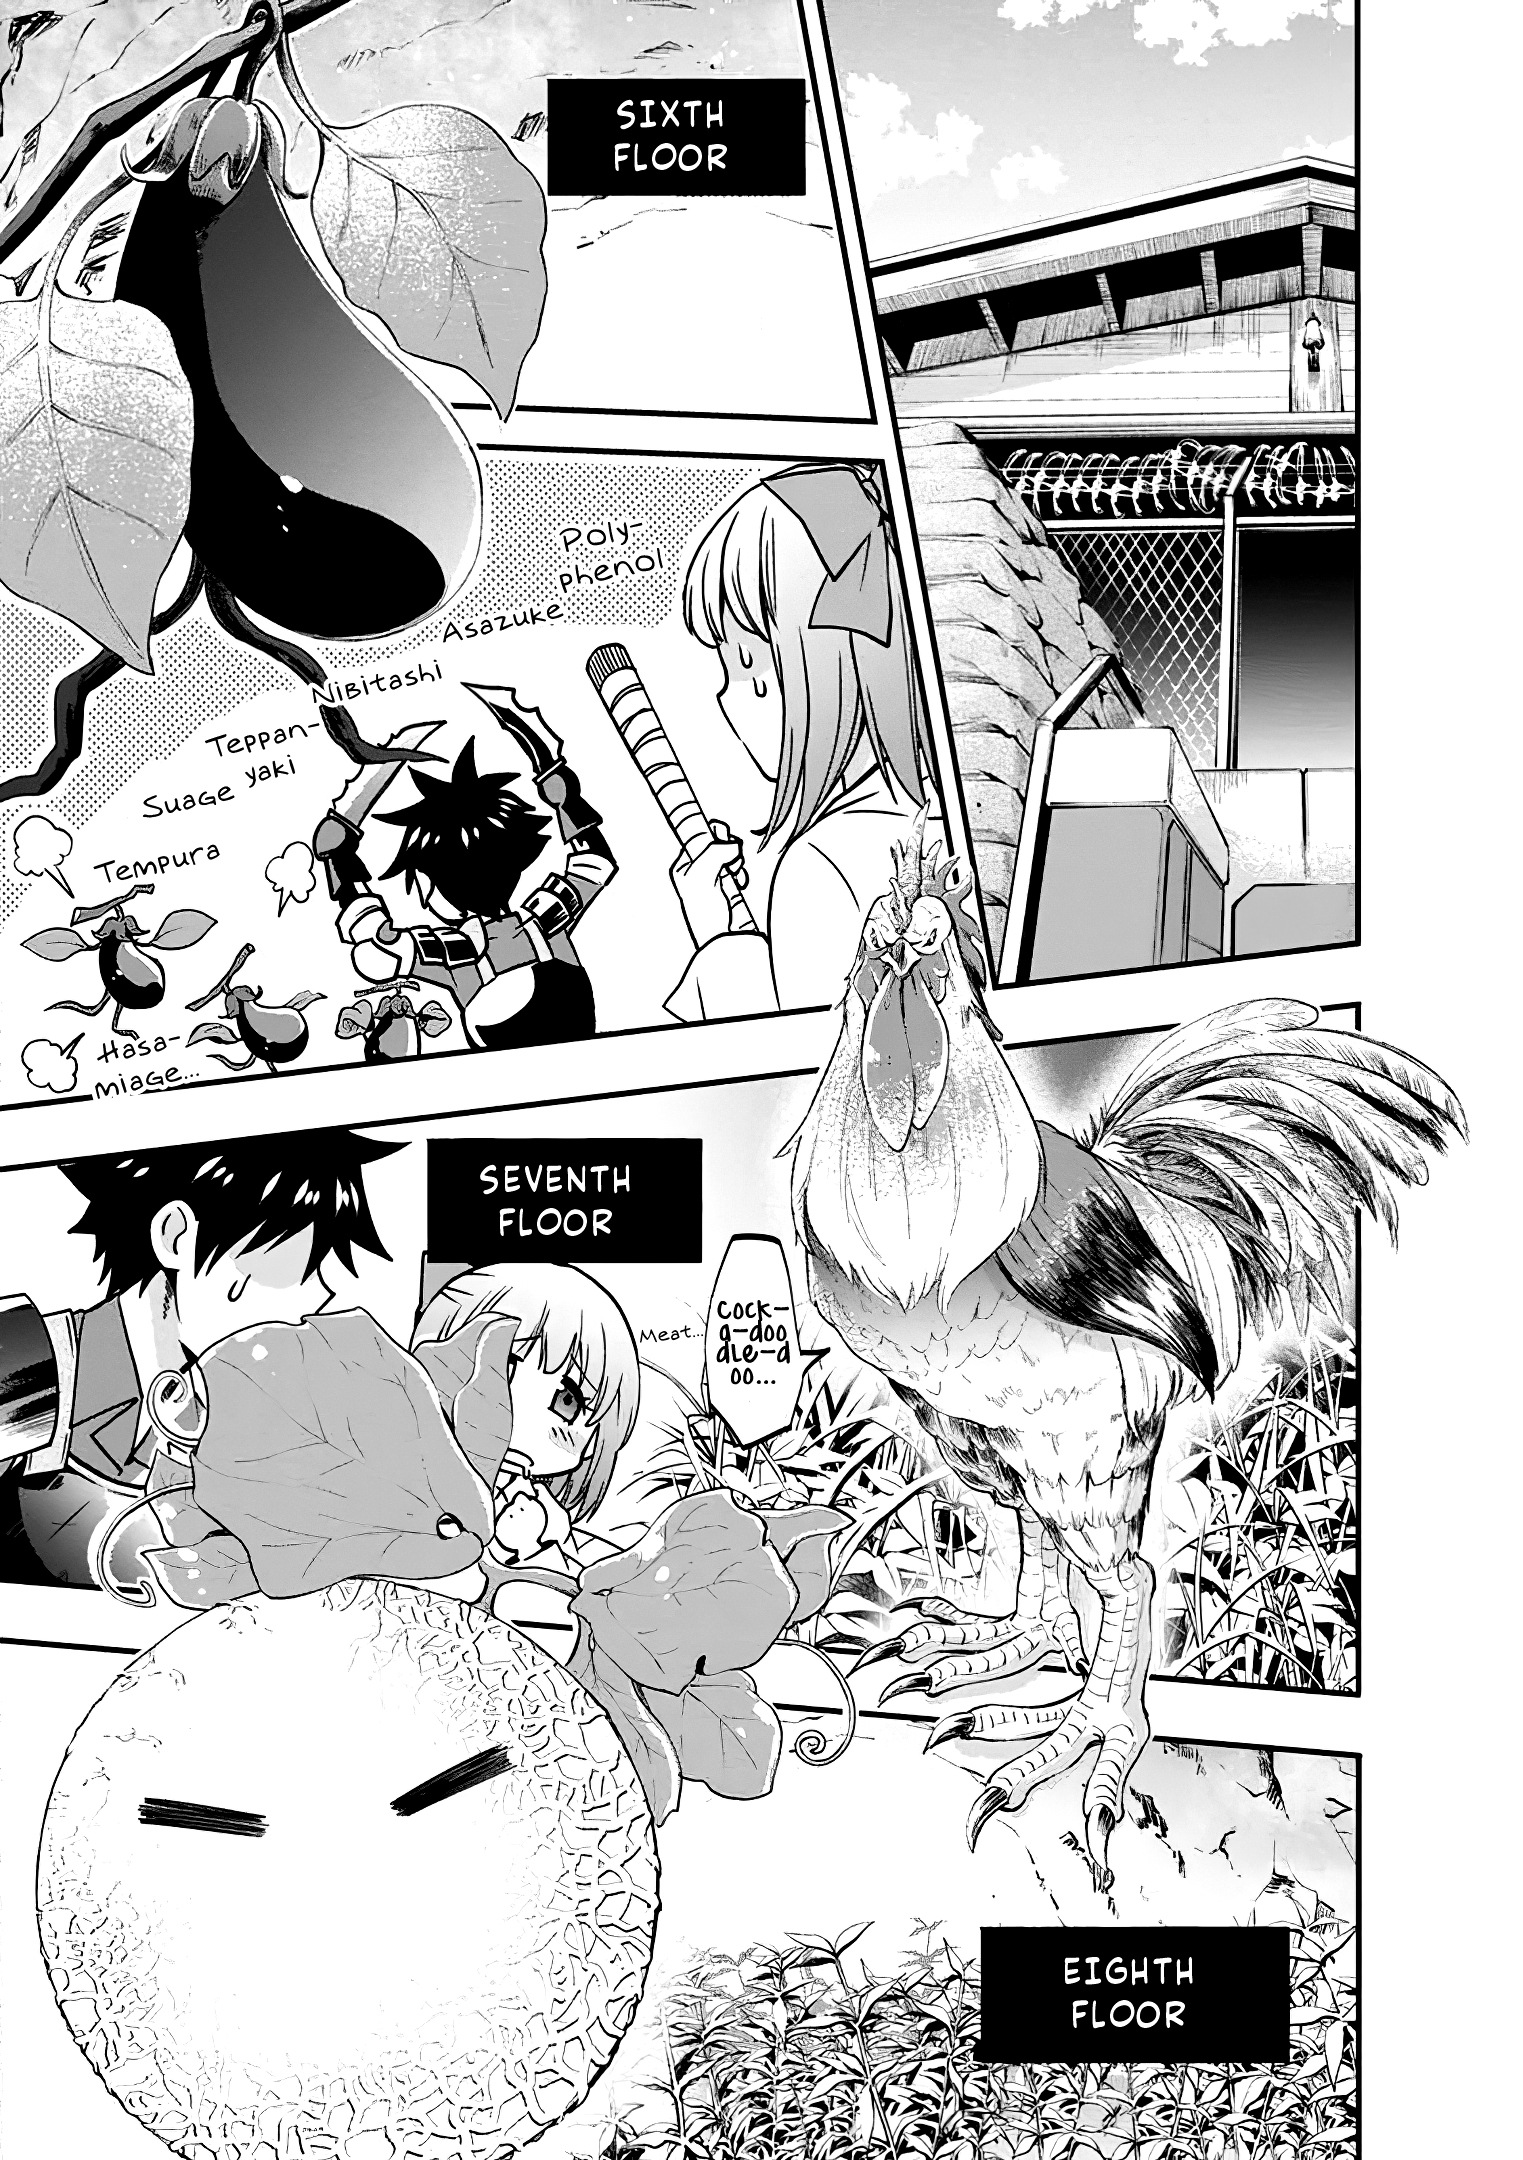 SIXTH
FLOOR
Poly-
phenol
Asazuke
Nibitashi
Teppan-
yaki
Suage
Tempura
Hasa-
miage...
SEVENTH
FLOOR
Cock-
a-doo
dle-d
oo...
Meat...
EIGHTH
FLOOR